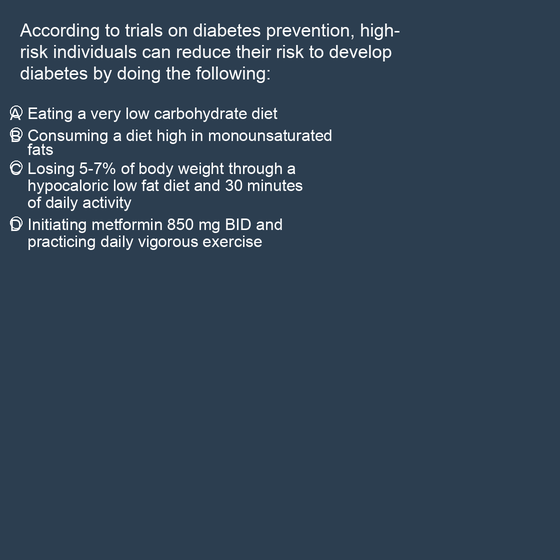 According to trials on diabetes prevention, high-
risk individuals can reduce their risk to develop
diabetes by doing the following:
A Eating a very low carbohydrate diet
B Consuming a diet high in monounsaturated
fats
C Losing 5-7% of body weight through a
hypocaloric low fat diet and 30 minutes
of daily activity
D Initiating metformin 850 mg BID and
practicing daily vigorous exercise